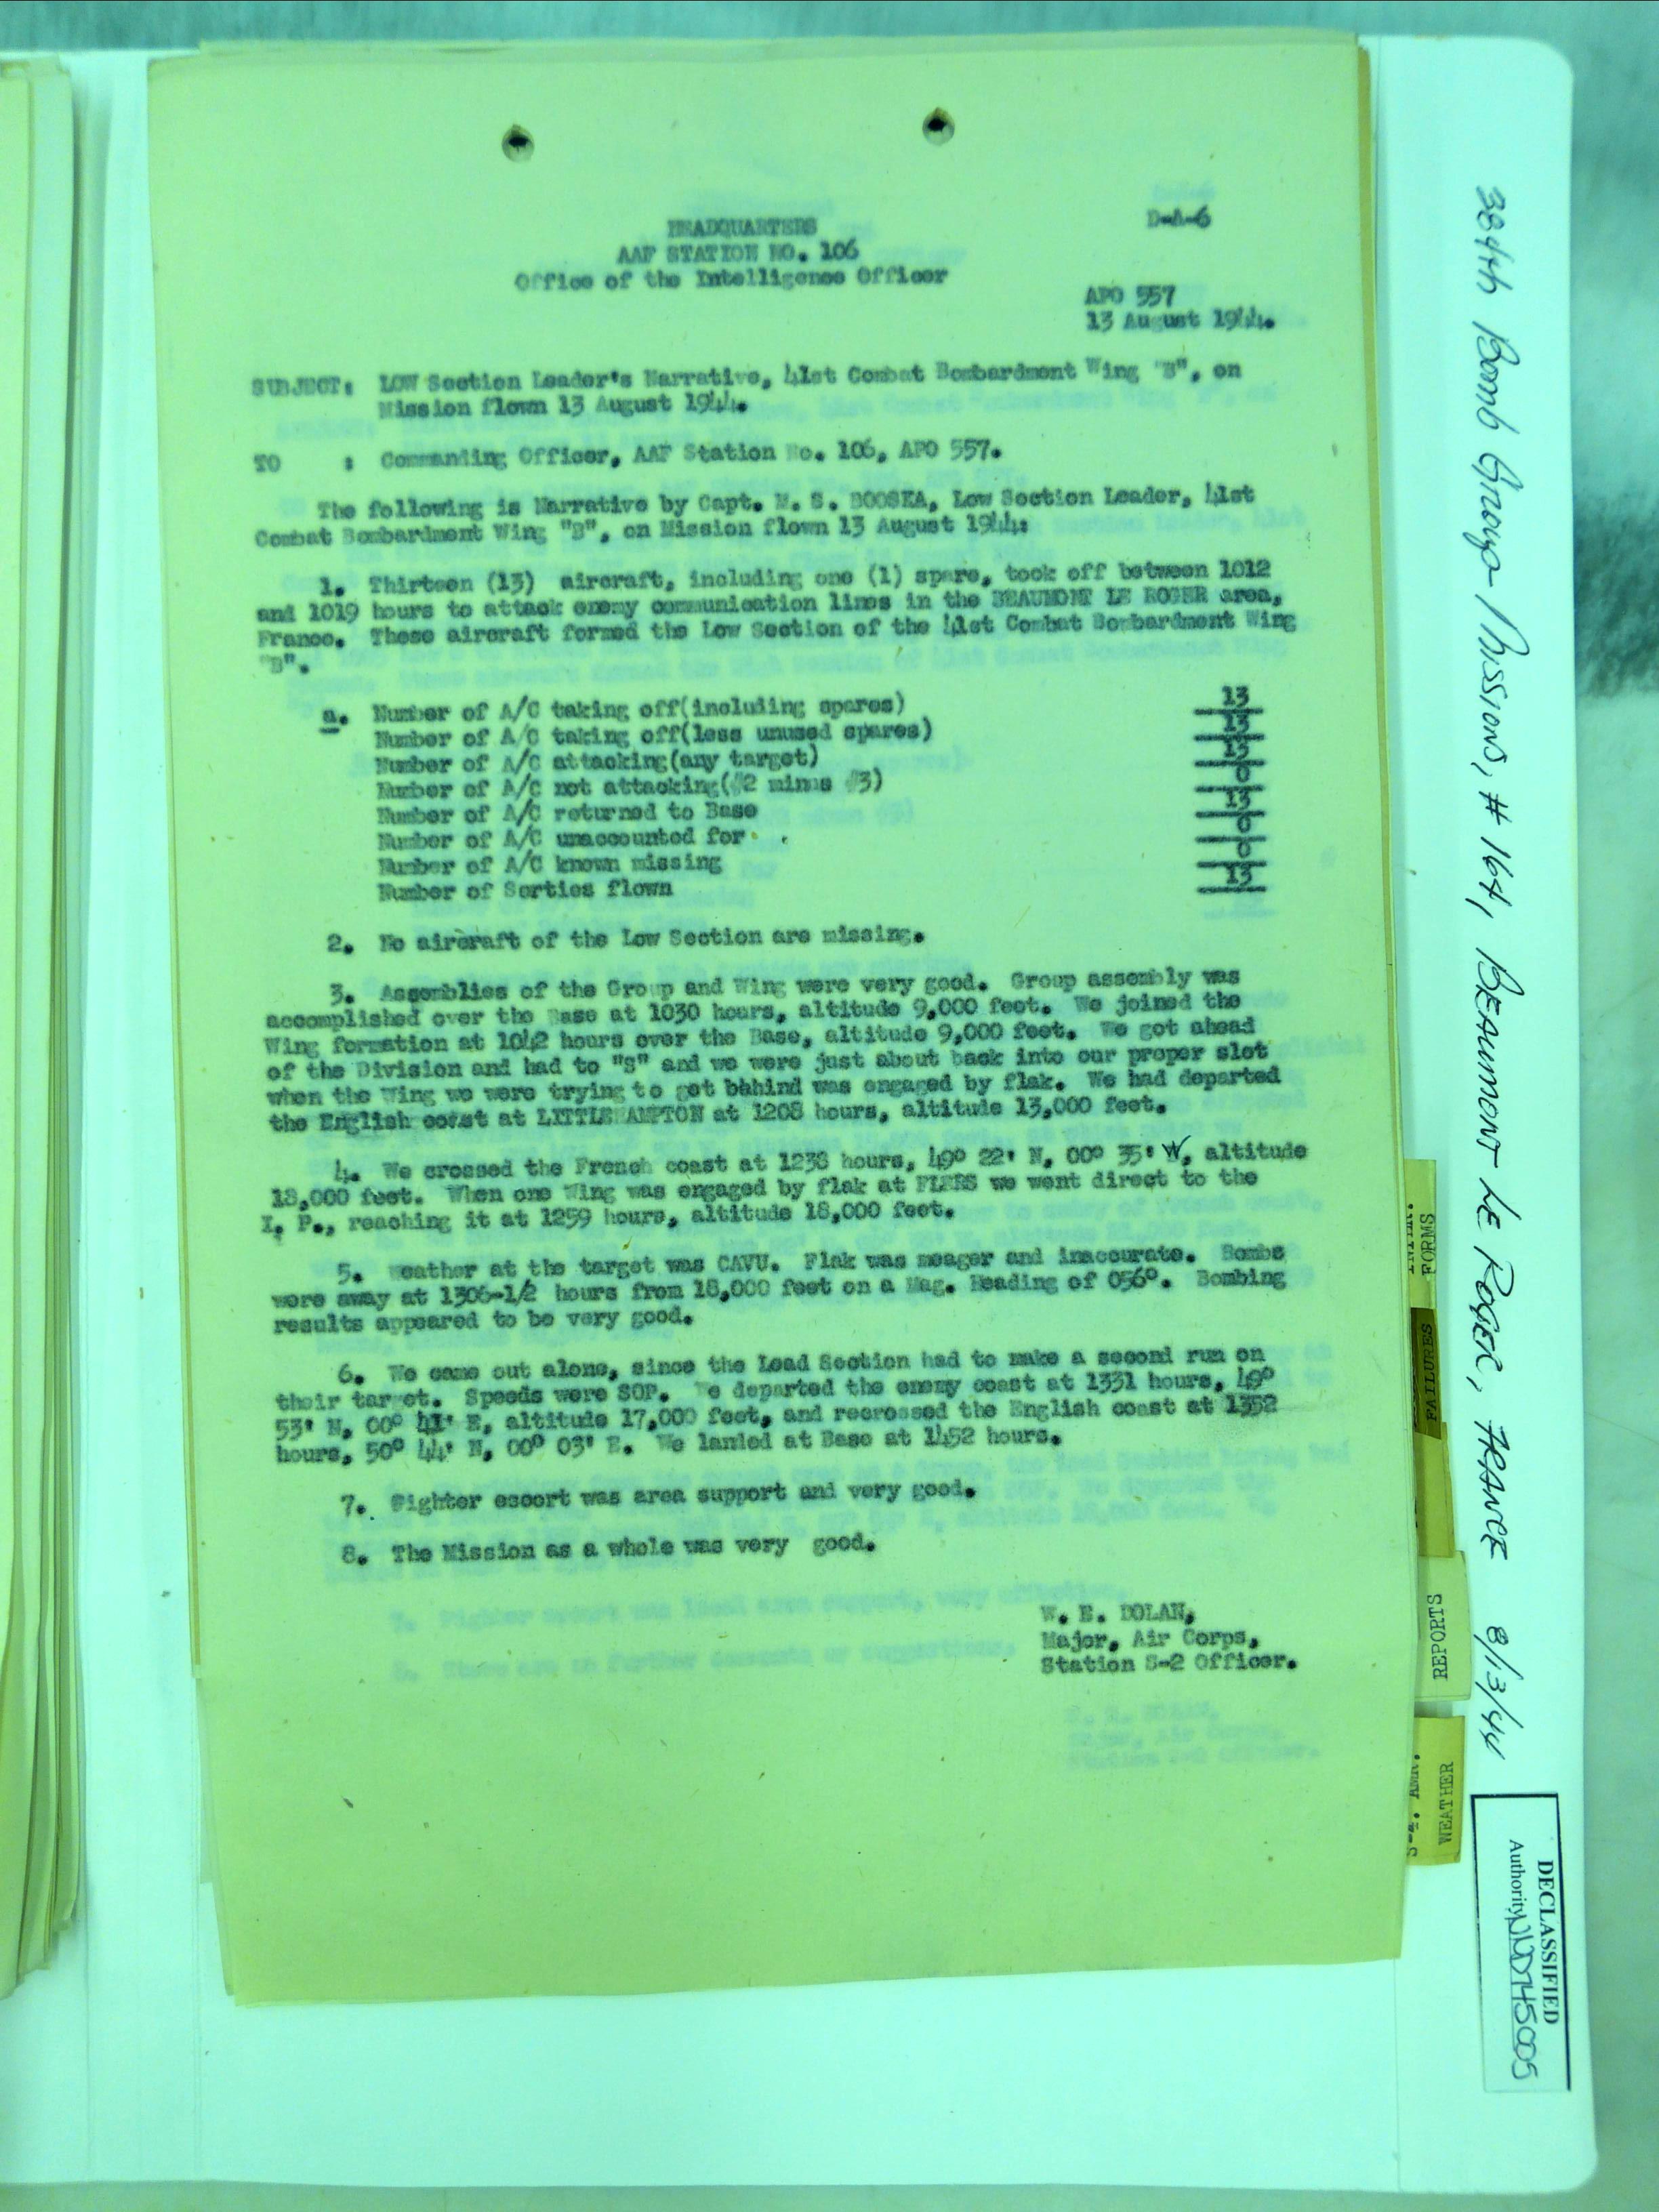 D-A-6
HEADQUARTERS
AAF STATION NO. 106
Office of the Intelligence Officer
APO 557
13 August 1944.
SUBJECT: LOW Section Leader's Narrative, 41st Combat Bombardment Wing "B", on
Mission flown 13 August 1944.
TO : Commanding Officer, AAF Station No. 106, APO 557.
The following is Narrative by Capt. M. S. BOOSKA, Low Section Leader, 41st
Combat Bombardment Wing "B", on Mission flown 13 August 1944:
1. Thirteen (13) aircraft, including one (1) spare, took off between 1012
and 1019 hours to attack enemy communication lines in the BEAUMONT LE ROGER area,
France. These aircraft formed the Low Section of the 41st Combat Bombardment Wing
"B".
a. Number of A/C taking off(including spares) 13
Number of A/C taking off(less unused spares) 13
Number of A/C attacking(any target) 13
Number of A/C not attacking(#2 minus #3) 0
Number of A/C returned to Base 13
Number of A/C unaccounted for 0
Number of A/C known missing 0
Number of Sorties flown 13
2. No aircraft of the Low Section are missing.
3. Assemblies of the Group and Wing were very good. Group assembly was
accomplished over the Base at 1030 hours, altitude 9,000 feet. We joined the
Wing formation at 1042 hours over the Base, altitude 9,000 feet. We got ahead
of the Division and had to "S" and we were just about back into our proper slot
when the Wing we were trying to get behind was engaged by flak. We had departed
the English coast at LITTLEHAMPTON at 1208 hours, altitude 13,000 feet.
4. We crossed the French coast at 1238 hours, 49° 22' N, 00° 35' W, altitude
18,000 feet. When one Wing was engaged by flak at FLERS we went direct to the
I. P., reaching it at 1259 hours, altitude 18,000 feet.
5. Weather at the target was CAVU. Flak was meager and inaccurate. Bombs
were away at 1306-1/2 hours from 18,000 feet on a Mag. Heading of 056°. Bombing
results appeared to be very good.
6. We came out alone, since the Lead Section had to make a second run on
their target. Speeds were SOP. We departed the enemy coast at 1331 hours, 49°
53' N, 00° 41' E, altitude 17,000 feet, and recrossed the English coast at 1352
hours, 50° 44' N, 00° 03' E. We landed at Base at 1452 hours.
7. Fighter escort was area support and very good.
8. The Mission as a whole was very good.
W. E. DOLAN,
Major, Air Corps,
Station S-2 Officer.
384th Bomb Group Missions, # 164, BEAUMONT LE ROGER, FRANCE 8/13/44
FORMS
FAILURES
REPORTS
WEATHER
DECLASSIFIED
Authority NND745005